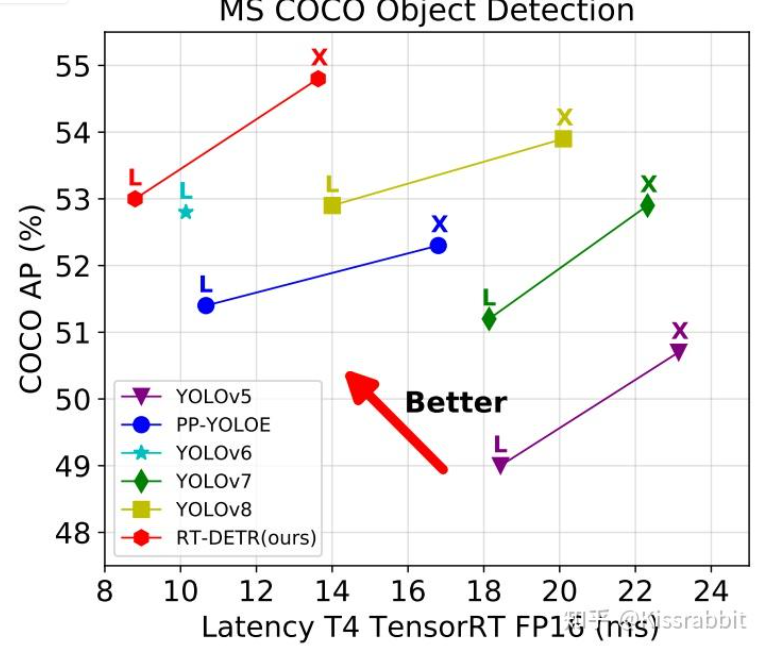 MS COCO Object Detection
COCO AP (%)
55
54
53
52
51
50
49
48
X
L
L
L
X
X
X
L
L
X
L
Better
YOLOv5
PP-YOLOE
YOLOv6
YOLOv7
YOLOv8
RT-DETR(ours)
8 10 12 14 16 18 20 22 24
Latency T4 TensorRT FP16 (ms)
知乎 @Kissrabbit